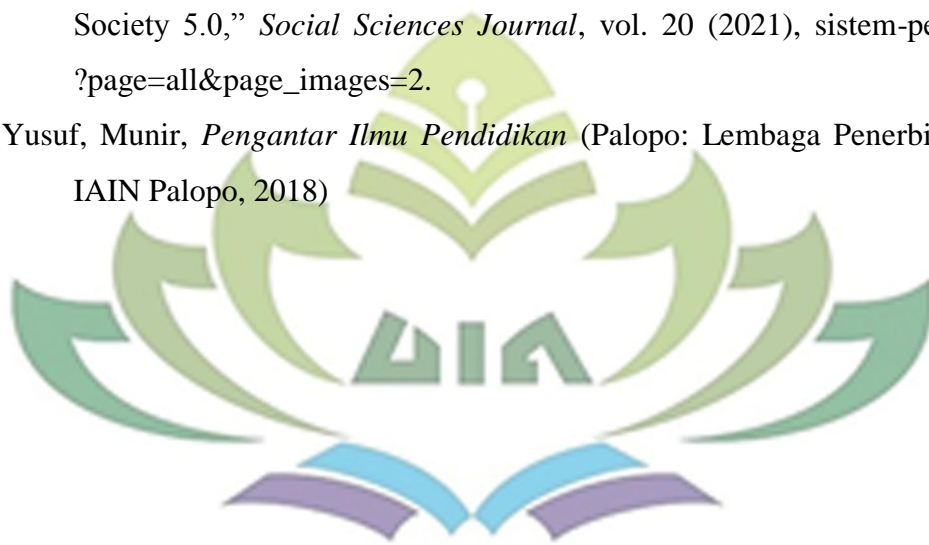 Society 5.0,” Social Sciences Journal, vol. 20 (2021), sistem-pe
?page=all&page_images=2.
Yusuf, Munir, Pengantar Ilmu Pendidikan (Palopo: Lembaga Penerbi
IAIN Palopo, 2018)
UIN